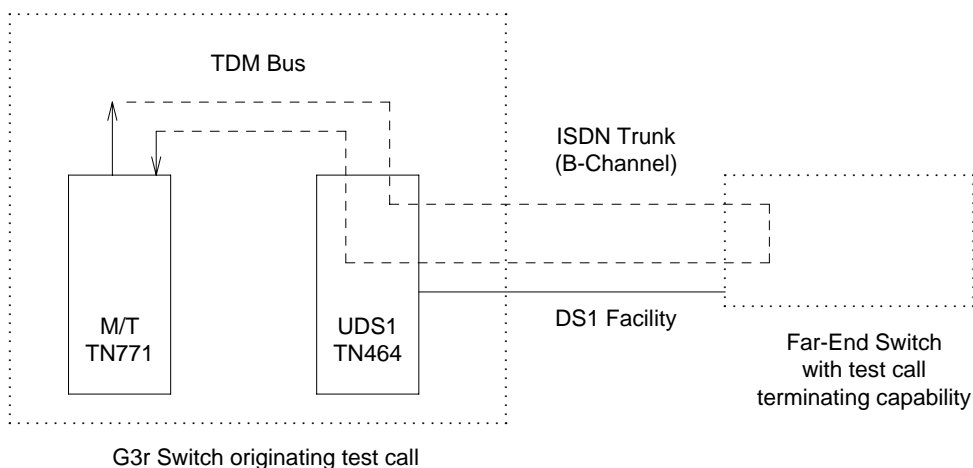 TDM Bus
ISDN Trunk
(B-Channel)
M/T
TN771
UDS1
TN464
DS1 Facility
Far-End Switch
with test call
terminating capability
G3r Switch originating test call